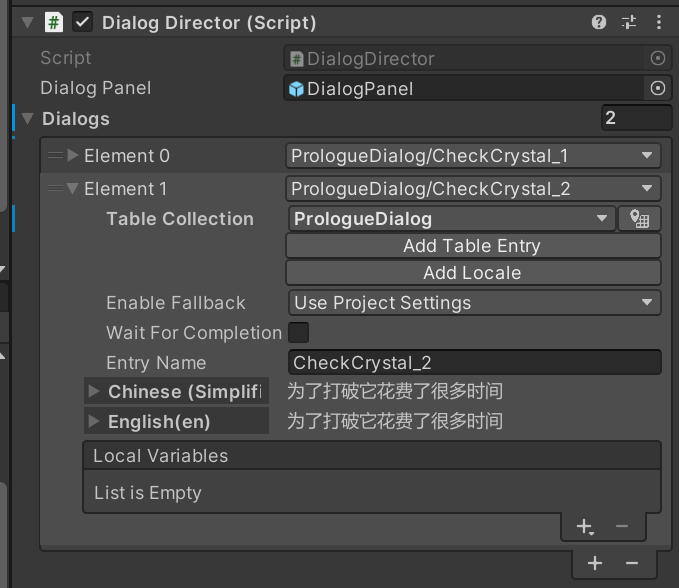 Dialog Director (Script)
Script DialogDirector
Dialog Panel DialogPanel
Dialogs 2
Element 0 PrologueDialog/CheckCrystal_1
Element 1 PrologueDialog/CheckCrystal_2
Table Collection PrologueDialog
Add Table Entry
Add Locale
Enable Fallback Use Project Settings
Wait For Completion
Entry Name CheckCrystal_2
Chinese (Simplifi 为了打破它花费了很多时间
English(en) 为了打破它花费了很多时间
Local Variables
List is Empty